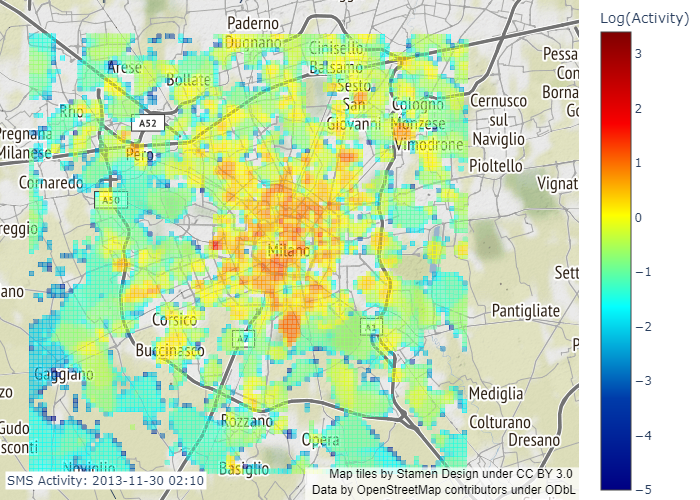 Log(Activity)
3
2
1
0
−1
−2
−3
−4
−5
Paderno
Dugnano
Cinisello
Balsamo
Arese
Bollate
Sesto
San
Giovanni
Cologno
Monzese
Vimodrone
Cernusco
sul
Naviglio
Pessa
Con
Borna
Go
Rho
A52
Pregnana
Milanese
Pero
Pioltello
Cornaredo
Vignat
A50
reggio
Milano
Sett
ano
Pantigliate
Corsico
A7
A1
Buccinasco
P
Gaggiano
zo
Mediglia
Rozzano
Colturano
Gudo
Dresano
sconti
Opera
Noviglio
Basiglio
SMS Activity: 2013-11-30 02:10
Map tiles by Stamen Design under CC BY 3.0
Data by OpenStreetMap contributors under ODbL